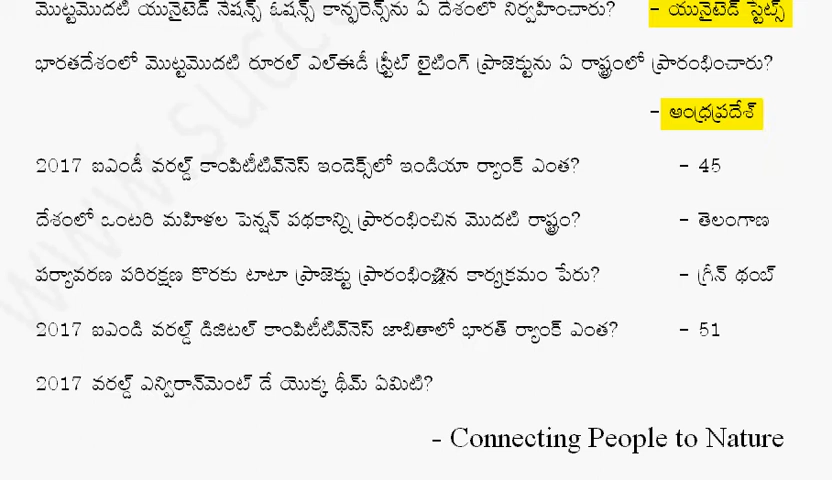 మొట్టమొదటి యునైటెడ్ నేషన్స్ ఓషన్స్ కాన్ఫరెన్స్‌ను ఏ దేశంలో నిర్వహించారు? - యునైటెడ్ స్టేట్స్
భారతదేశంలో మొట్టమొదటి రూరల్ ఎల్ఈడీ స్ట్రీట్ లైటింగ్ ప్రాజెక్టును ఏ రాష్ట్రంలో ప్రారంభించారు?
- ఆంధ్రప్రదేశ్
2017 ఐఎండీ వరల్డ్ కాంపిటీటివ్‌నెస్ ఇండెక్స్‌లో ఇండియా ర్యాంక్ ఎంత? - 45
దేశంలో ఒంటరి మహిళల పెన్షన్ పథకాన్ని ప్రారంభించిన మొదటి రాష్ట్రం? - తెలంగాణ
పర్యావరణ పరిరక్షణ కొరకు టాటా ప్రాజెక్టు ప్రారంభించిన కార్యక్రమం పేరు? - గ్రీన్ థంబ్
2017 ఐఎండి వరల్డ్ డిజిటల్ కాంపిటీటివ్‌నెస్ జాబితాలో భారత్ ర్యాంక్ ఎంత? - 51
2017 వరల్డ్ ఎన్విరాన్‌మెంట్ డే యొక్క థీమ్ ఏమిటి?
- Connecting People to Nature